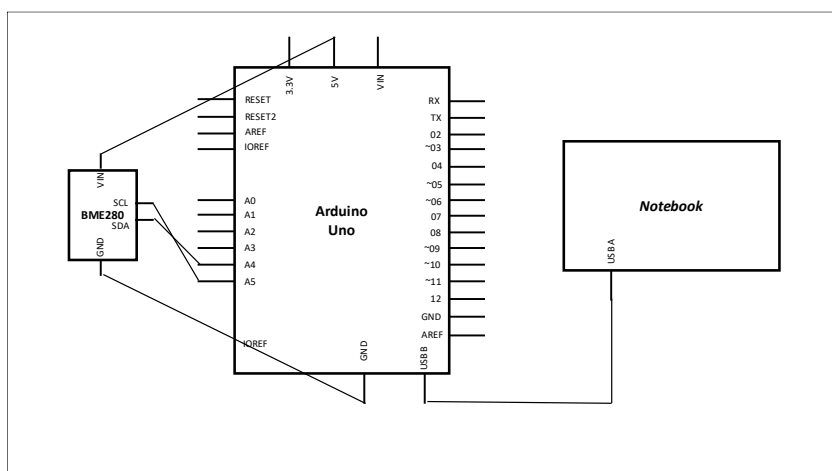 3.3V
5V
VIN
RESET
RESET2
AREF
IOREF
A0
A1
A2
A3
A4
A5
IOREF
Arduino
Uno
GND
USBB
RX
TX
02
~03
04
~05
~06
07
08
~09
~10
~11
12
GND
AREF
VIN
SCL
BME280
SDA
GND
Notebook
USBA